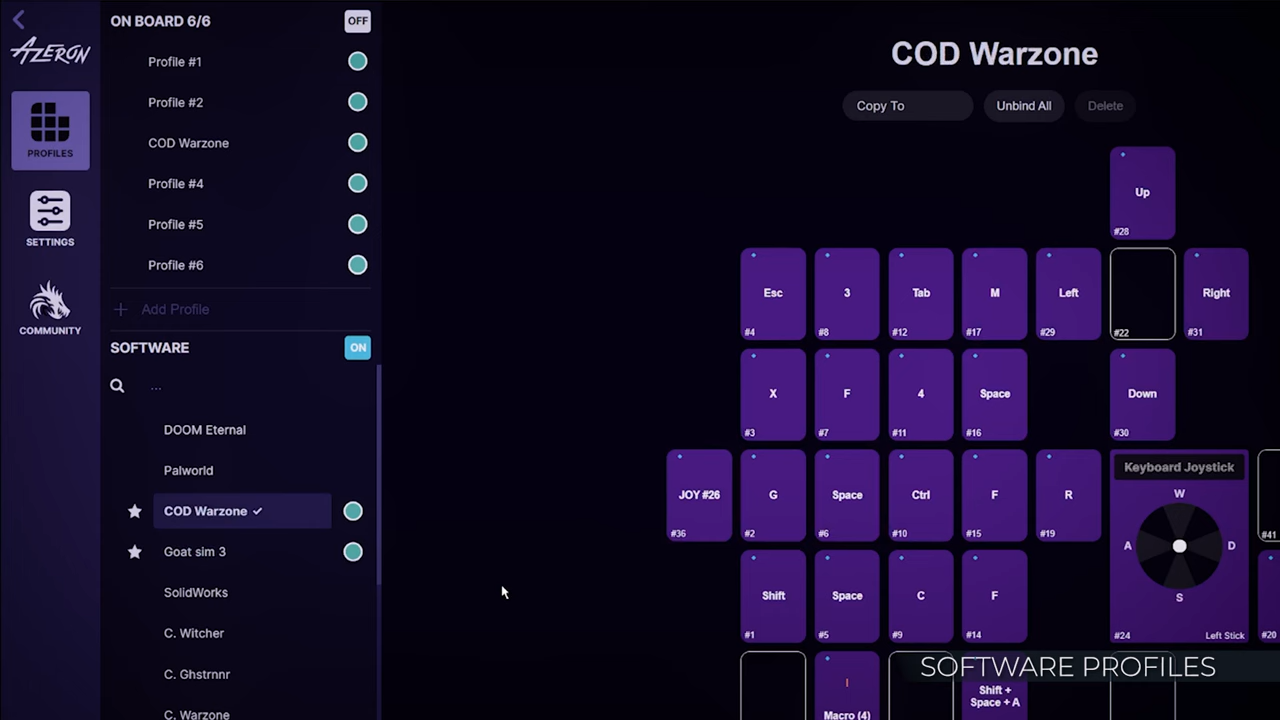 AZERON
PROFILES
SETTINGS
COMMUNITY
ON BOARD 6/6
OFF
Profile #1
Profile #2
COD Warzone
Profile #4
Profile #5
Profile #6
+ Add Profile
SOFTWARE
ON
...
DOOM Eternal
Palworld
COD Warzone ✓
Goat sim 3
SolidWorks
C. Witcher
C. Ghstrnnr
C. Warzone
COD Warzone
Copy To
Unbind All
Delete
Up
#28
Esc
#4
3
#8
Tab
#12
M
#17
Left
#29
#22
Right
#31
X
#3
F
#7
4
#11
Space
#16
Down
#30
JOY #26
#36
G
#2
Space
#6
Ctrl
#10
F
#15
R
#19
Keyboard Joystick
W
A
D
S
#24
Left Stick
#41
Shift
#1
Space
#5
C
#9
F
#14
#20
Macro (4)
Shift +
Space + A
SOFTWARE PROFILES